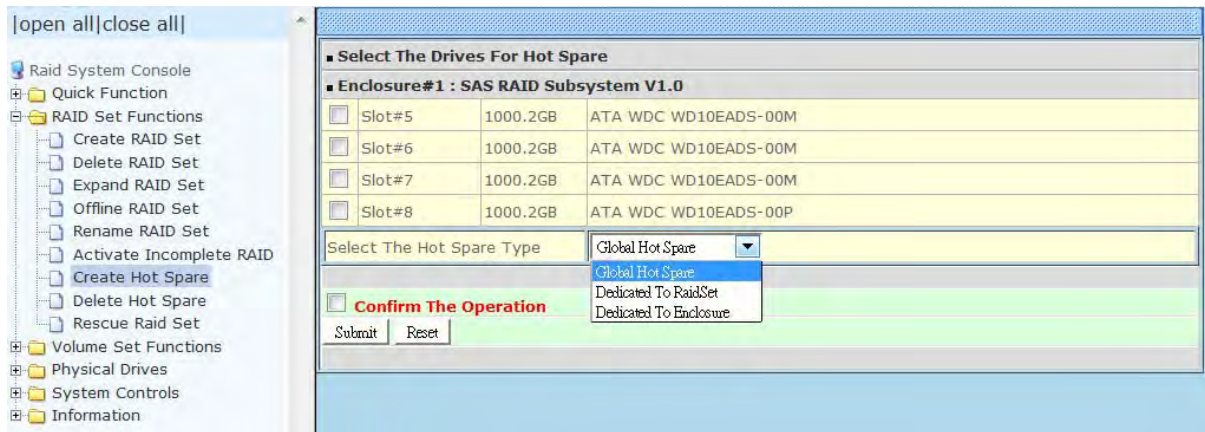 |open all|close all|
Raid System Console
Quick Function
RAID Set Functions
Create RAID Set
Delete RAID Set
Expand RAID Set
Offline RAID Set
Rename RAID Set
Activate Incomplete RAID
Create Hot Spare
Delete Hot Spare
Rescue Raid Set
Volume Set Functions
Physical Drives
System Controls
Information
Select The Drives For Hot Spare
Enclosure#1 : SAS RAID Subsystem V1.0
Slot#5 1000.2GB ATA WDC WD10EADS-00M
Slot#6 1000.2GB ATA WDC WD10EADS-00M
Slot#7 1000.2GB ATA WDC WD10EADS-00M
Slot#8 1000.2GB ATA WDC WD10EADS-00P
Select The Hot Spare Type Global Hot Spare
Global Hot Spare
Dedicated To RaidSet
Dedicated To Enclosure
Confirm The Operation
Submit Reset